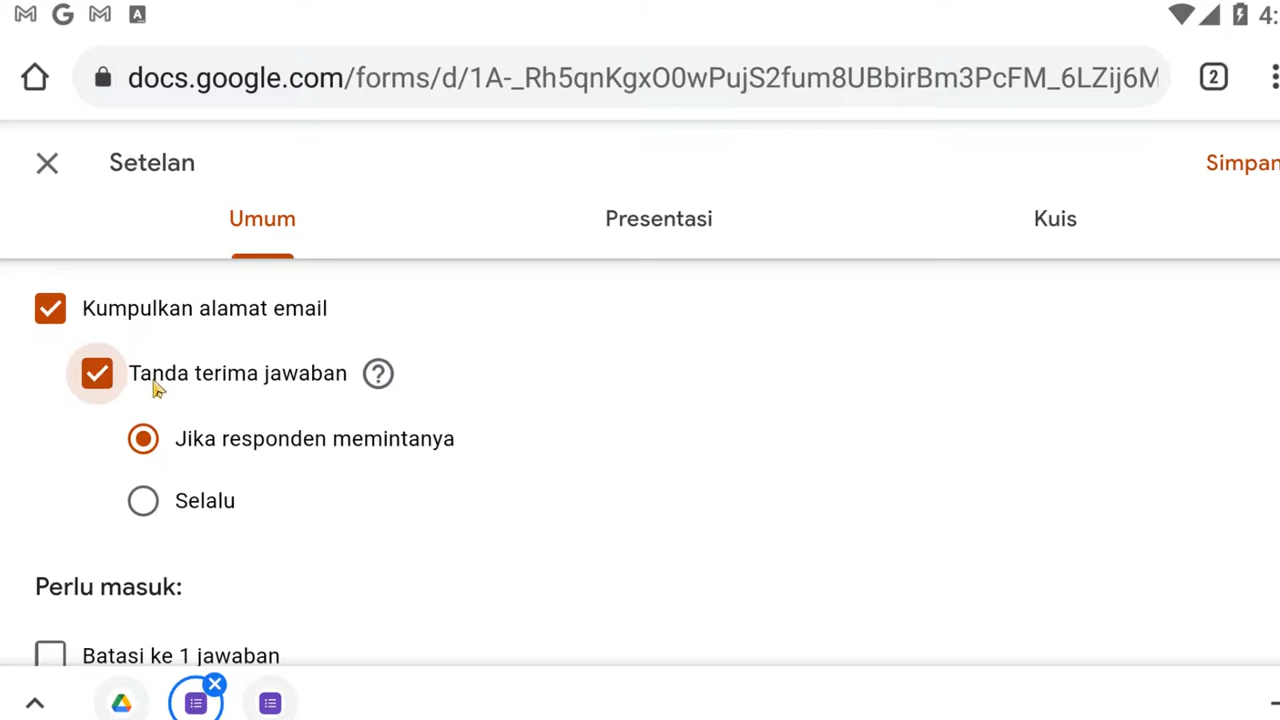 4:
docs.google.com/forms/d/1A-_Rh5qnKgxO0wPujS2fum8UBbirBm3PcFM_6LZij6M
2
Setelan
Simpan
Umum
Presentasi
Kuis
Kumpulkan alamat email
Tanda terima jawaban
Jika responden memintanya
Selalu
Perlu masuk:
Batasi ke 1 jawaban